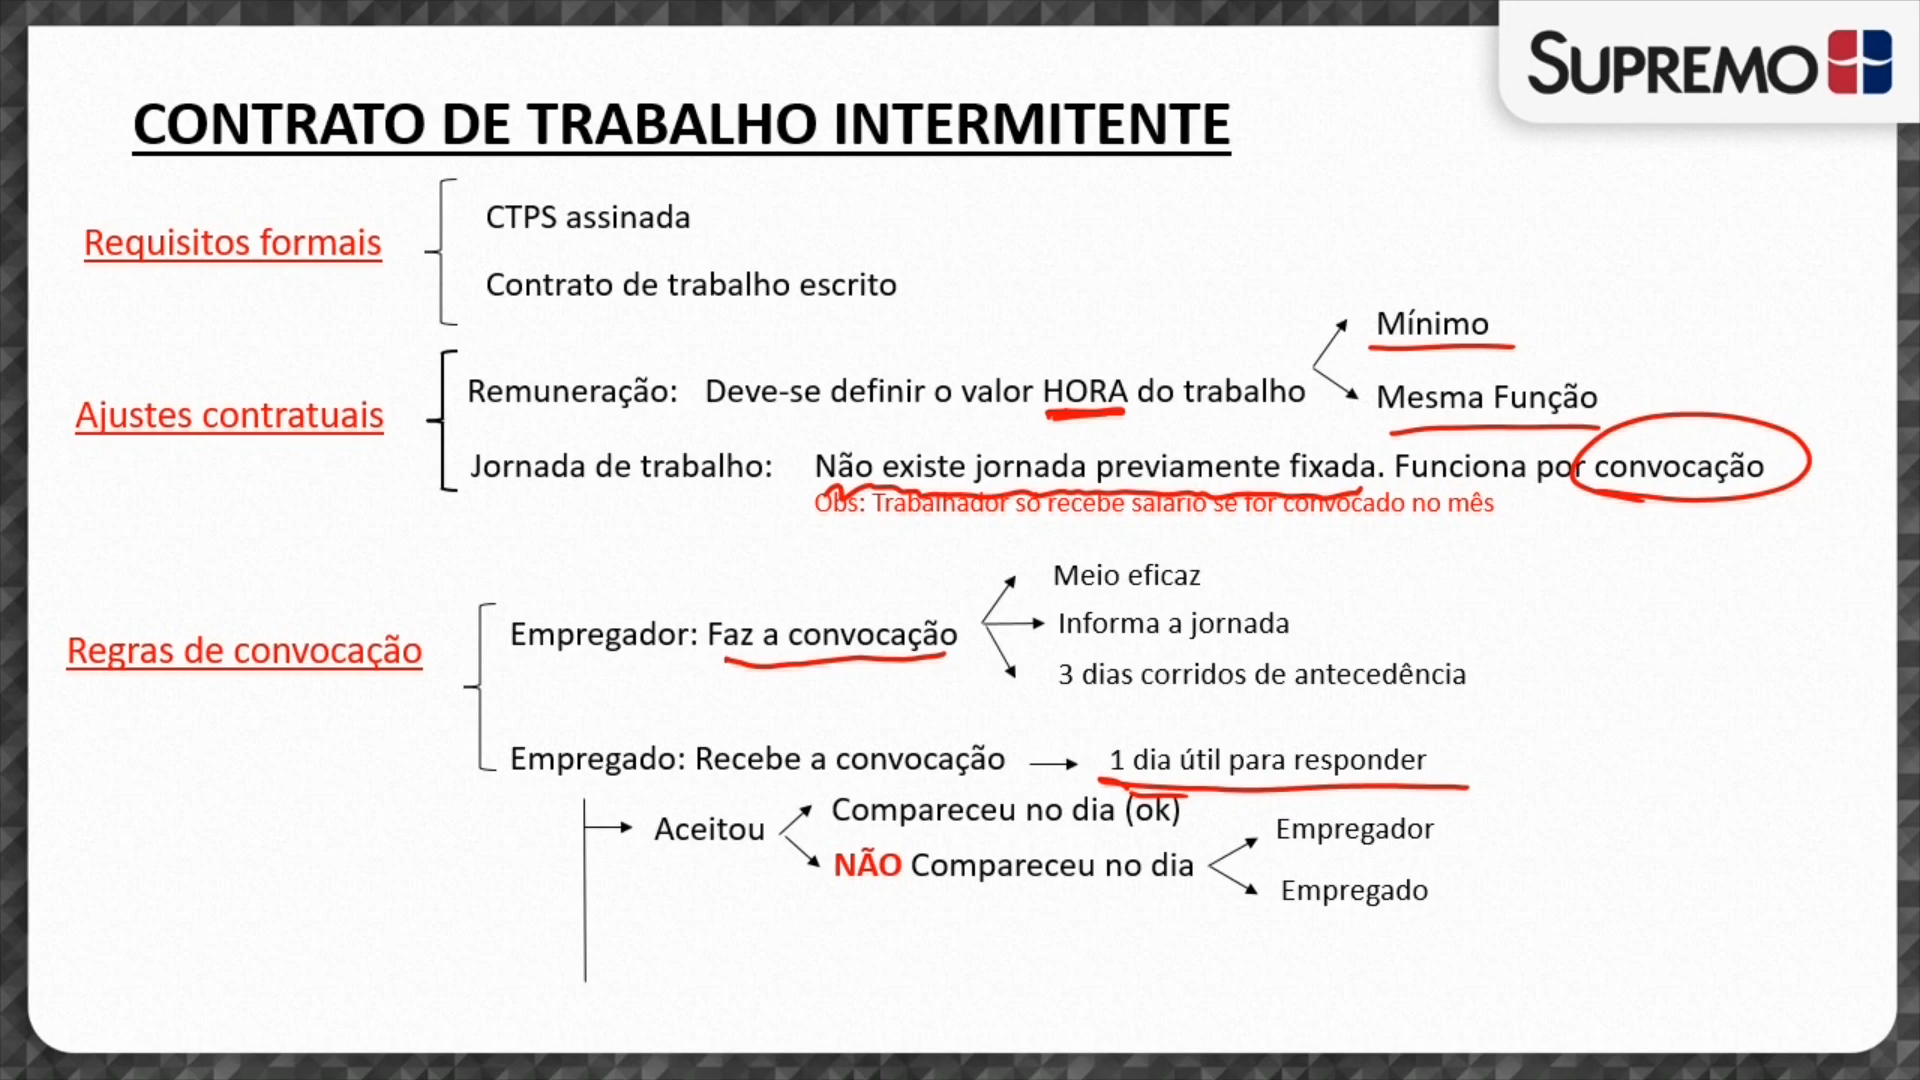 SUPREMO
CONTRATO DE TRABALHO INTERMITENTE
Requisitos formais
CTPS assinada
Contrato de trabalho escrito
Ajustes contratuais
Remuneração: Deve-se definir o valor HORA do trabalho
Mínimo
Mesma Função
Jornada de trabalho: Não existe jornada previamente fixada. Funciona por convocação
Obs: Trabalhador só recebe salário se for convocado no mês
Regras de convocação
Empregador: Faz a convocação
Meio eficaz
Informa a jornada
3 dias corridos de antecedência
Empregado: Recebe a convocação
1 dia útil para responder
Aceitou
Compareceu no dia (ok)
NÃO Compareceu no dia
Empregador
Empregado